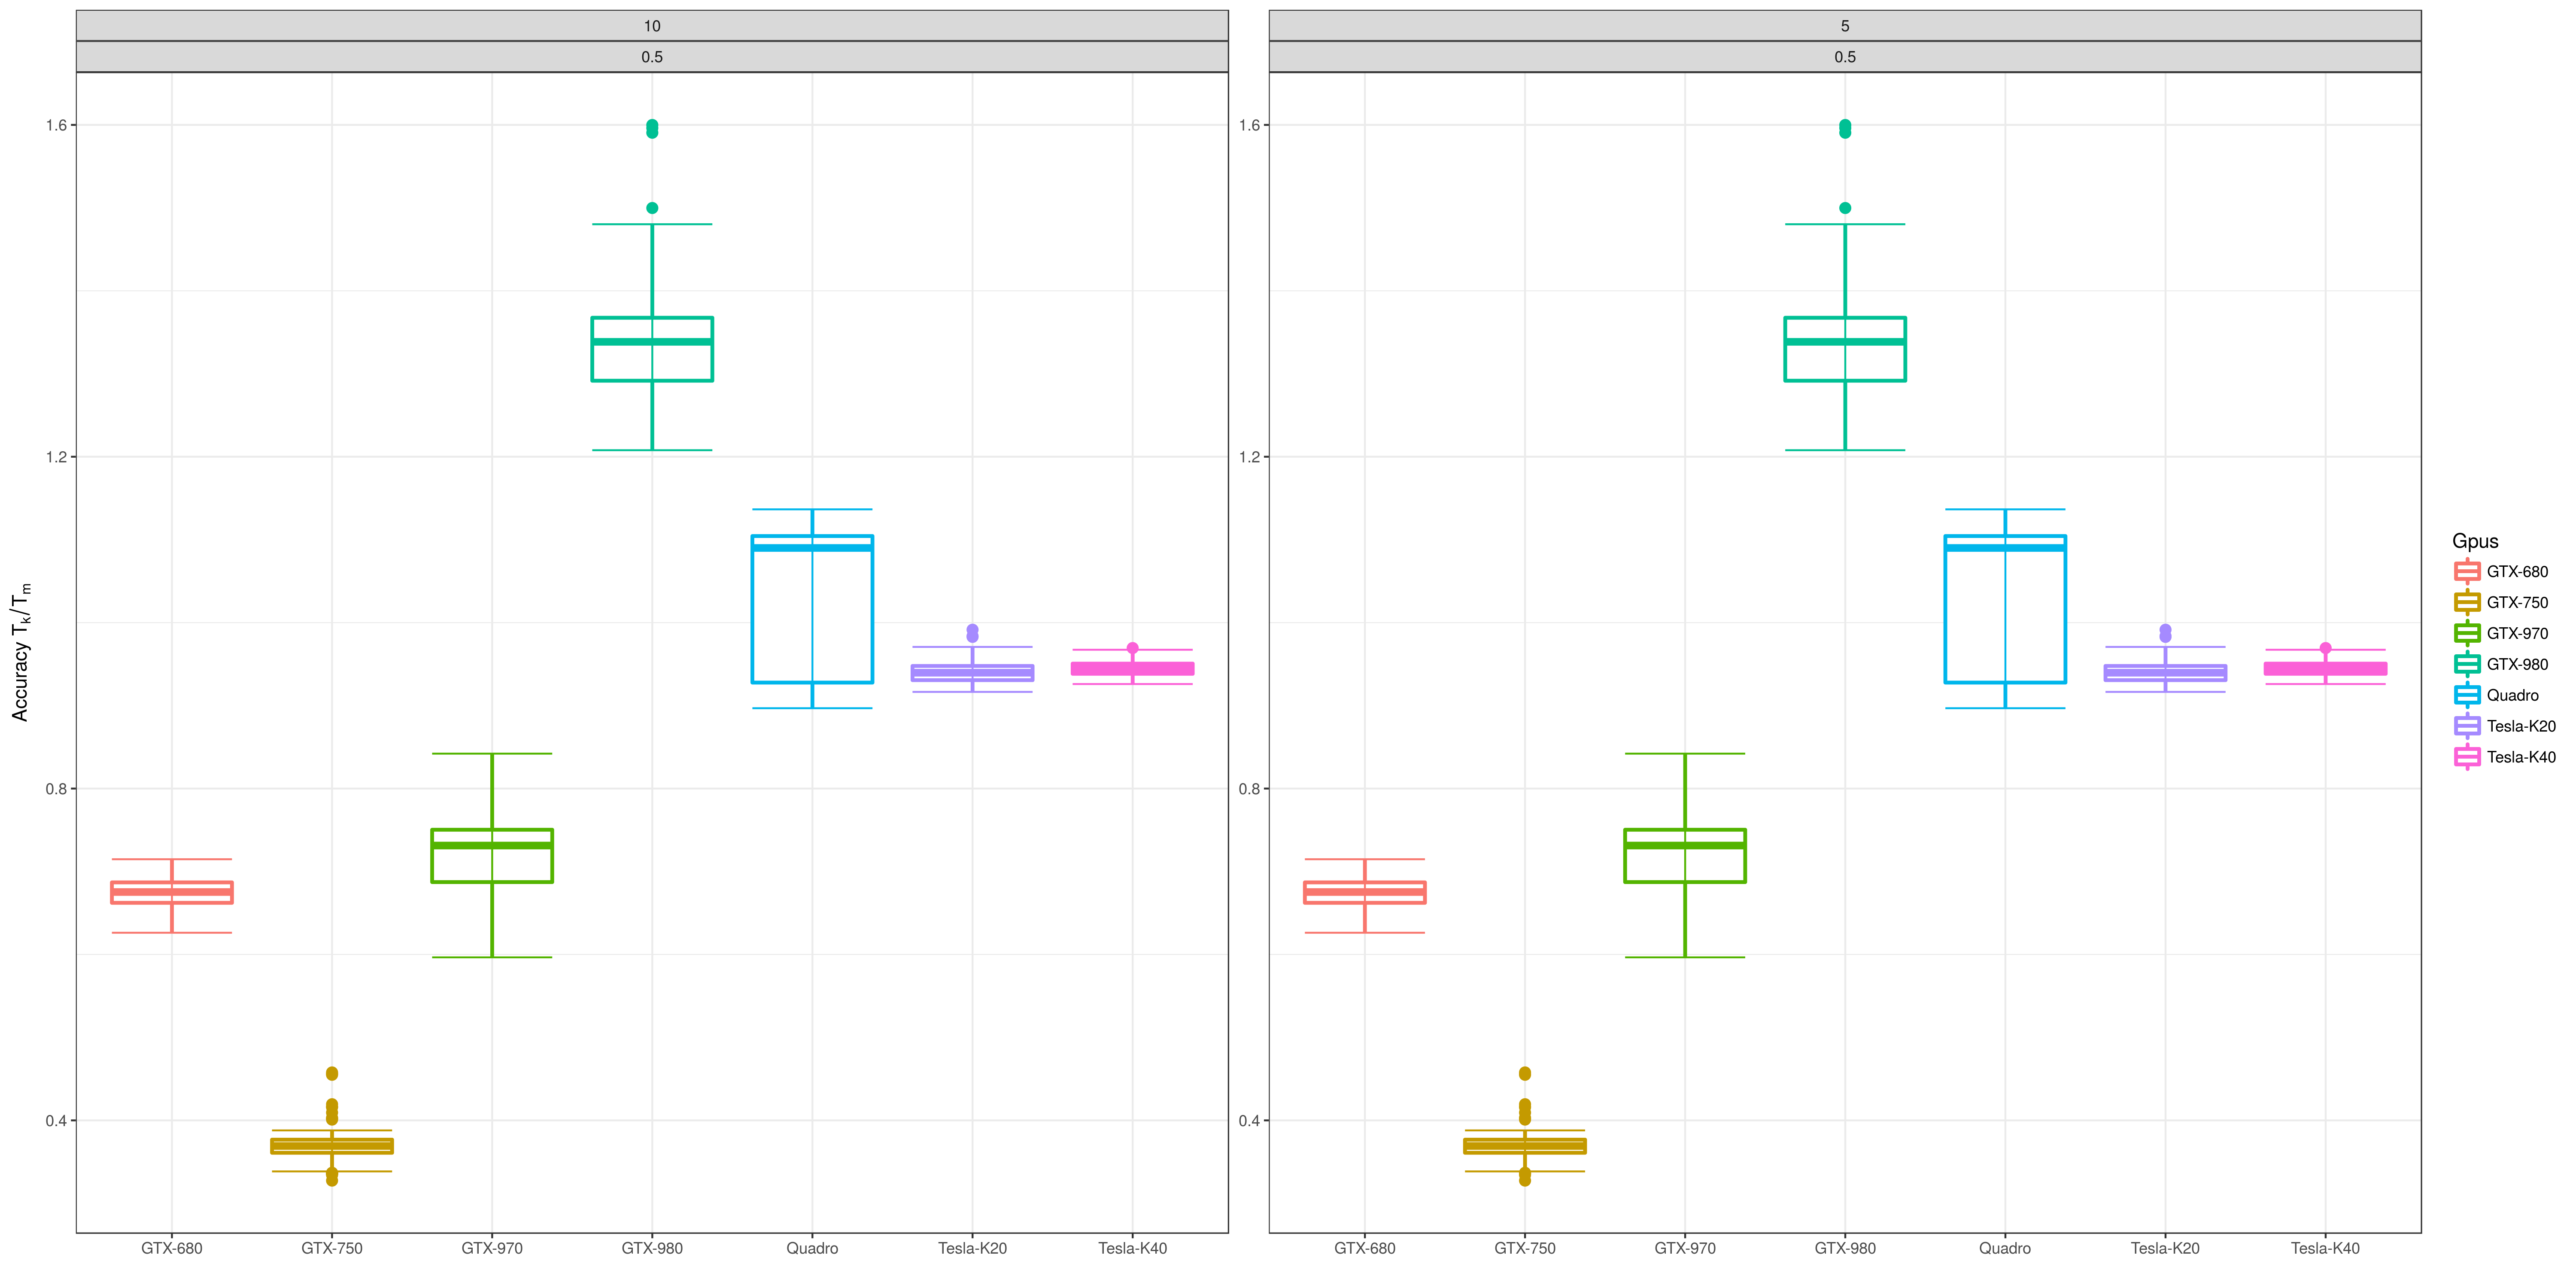 10
0.5
5
0.5
Accuracy Tk/Tm
1.6
1.2
0.8
0.4
GTX-680 GTX-750 GTX-970 GTX-980 Quadro Tesla-K20 Tesla-K40
1.6
1.2
0.8
0.4
GTX-680 GTX-750 GTX-970 GTX-980 Quadro Tesla-K20 Tesla-K40
Gpus
GTX-680
GTX-750
GTX-970
GTX-980
Quadro
Tesla-K20
Tesla-K40